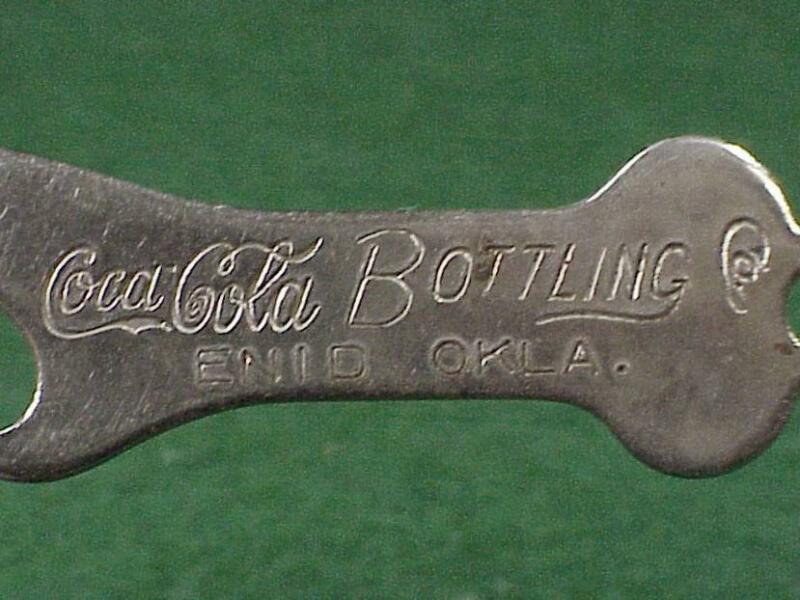 Coca-Cola BOTTLING Co
ENID OKLA.